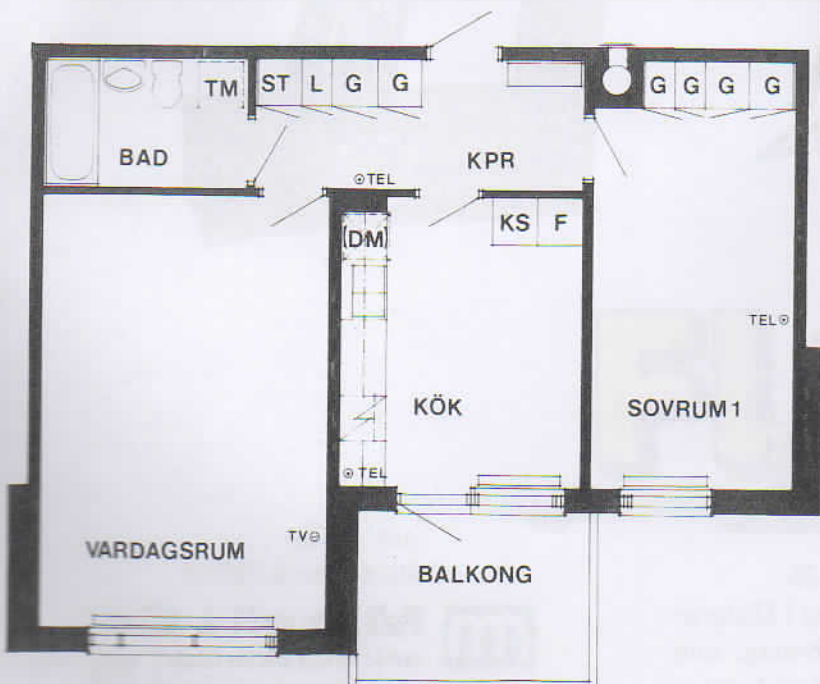 TM
ST L G G
G G G G
BAD
KPR
TEL
(DM)
KS F
TEL
KÖK
SOVRUM 1
TEL
TV
VARDAGSRUM
BALKONG